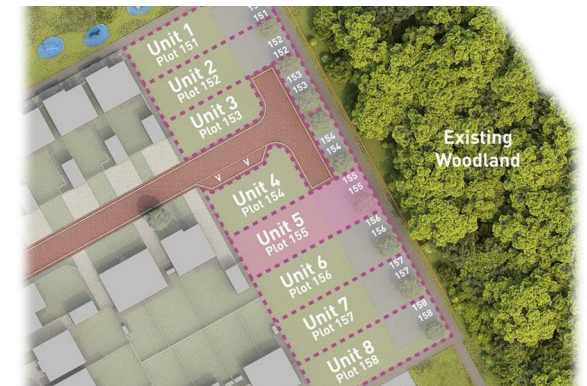 151
Unit 1
Plot 151
152
152
Unit 2
Plot 152
153
153
Unit 3
Plot 153
154
154
Existing
Woodland
Unit 4
Plot 154
155
155
Unit 5
Plot 155
156
156
Unit 6
Plot 156
157
157
Unit 7
Plot 157
158
158
Unit 8
Plot 158
V
V